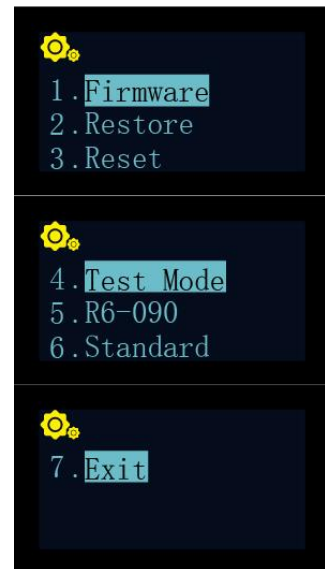 1.Firmware
2.Restore
3.Reset
4.Test Mode
5.R6-090
6.Standard
7.Exit